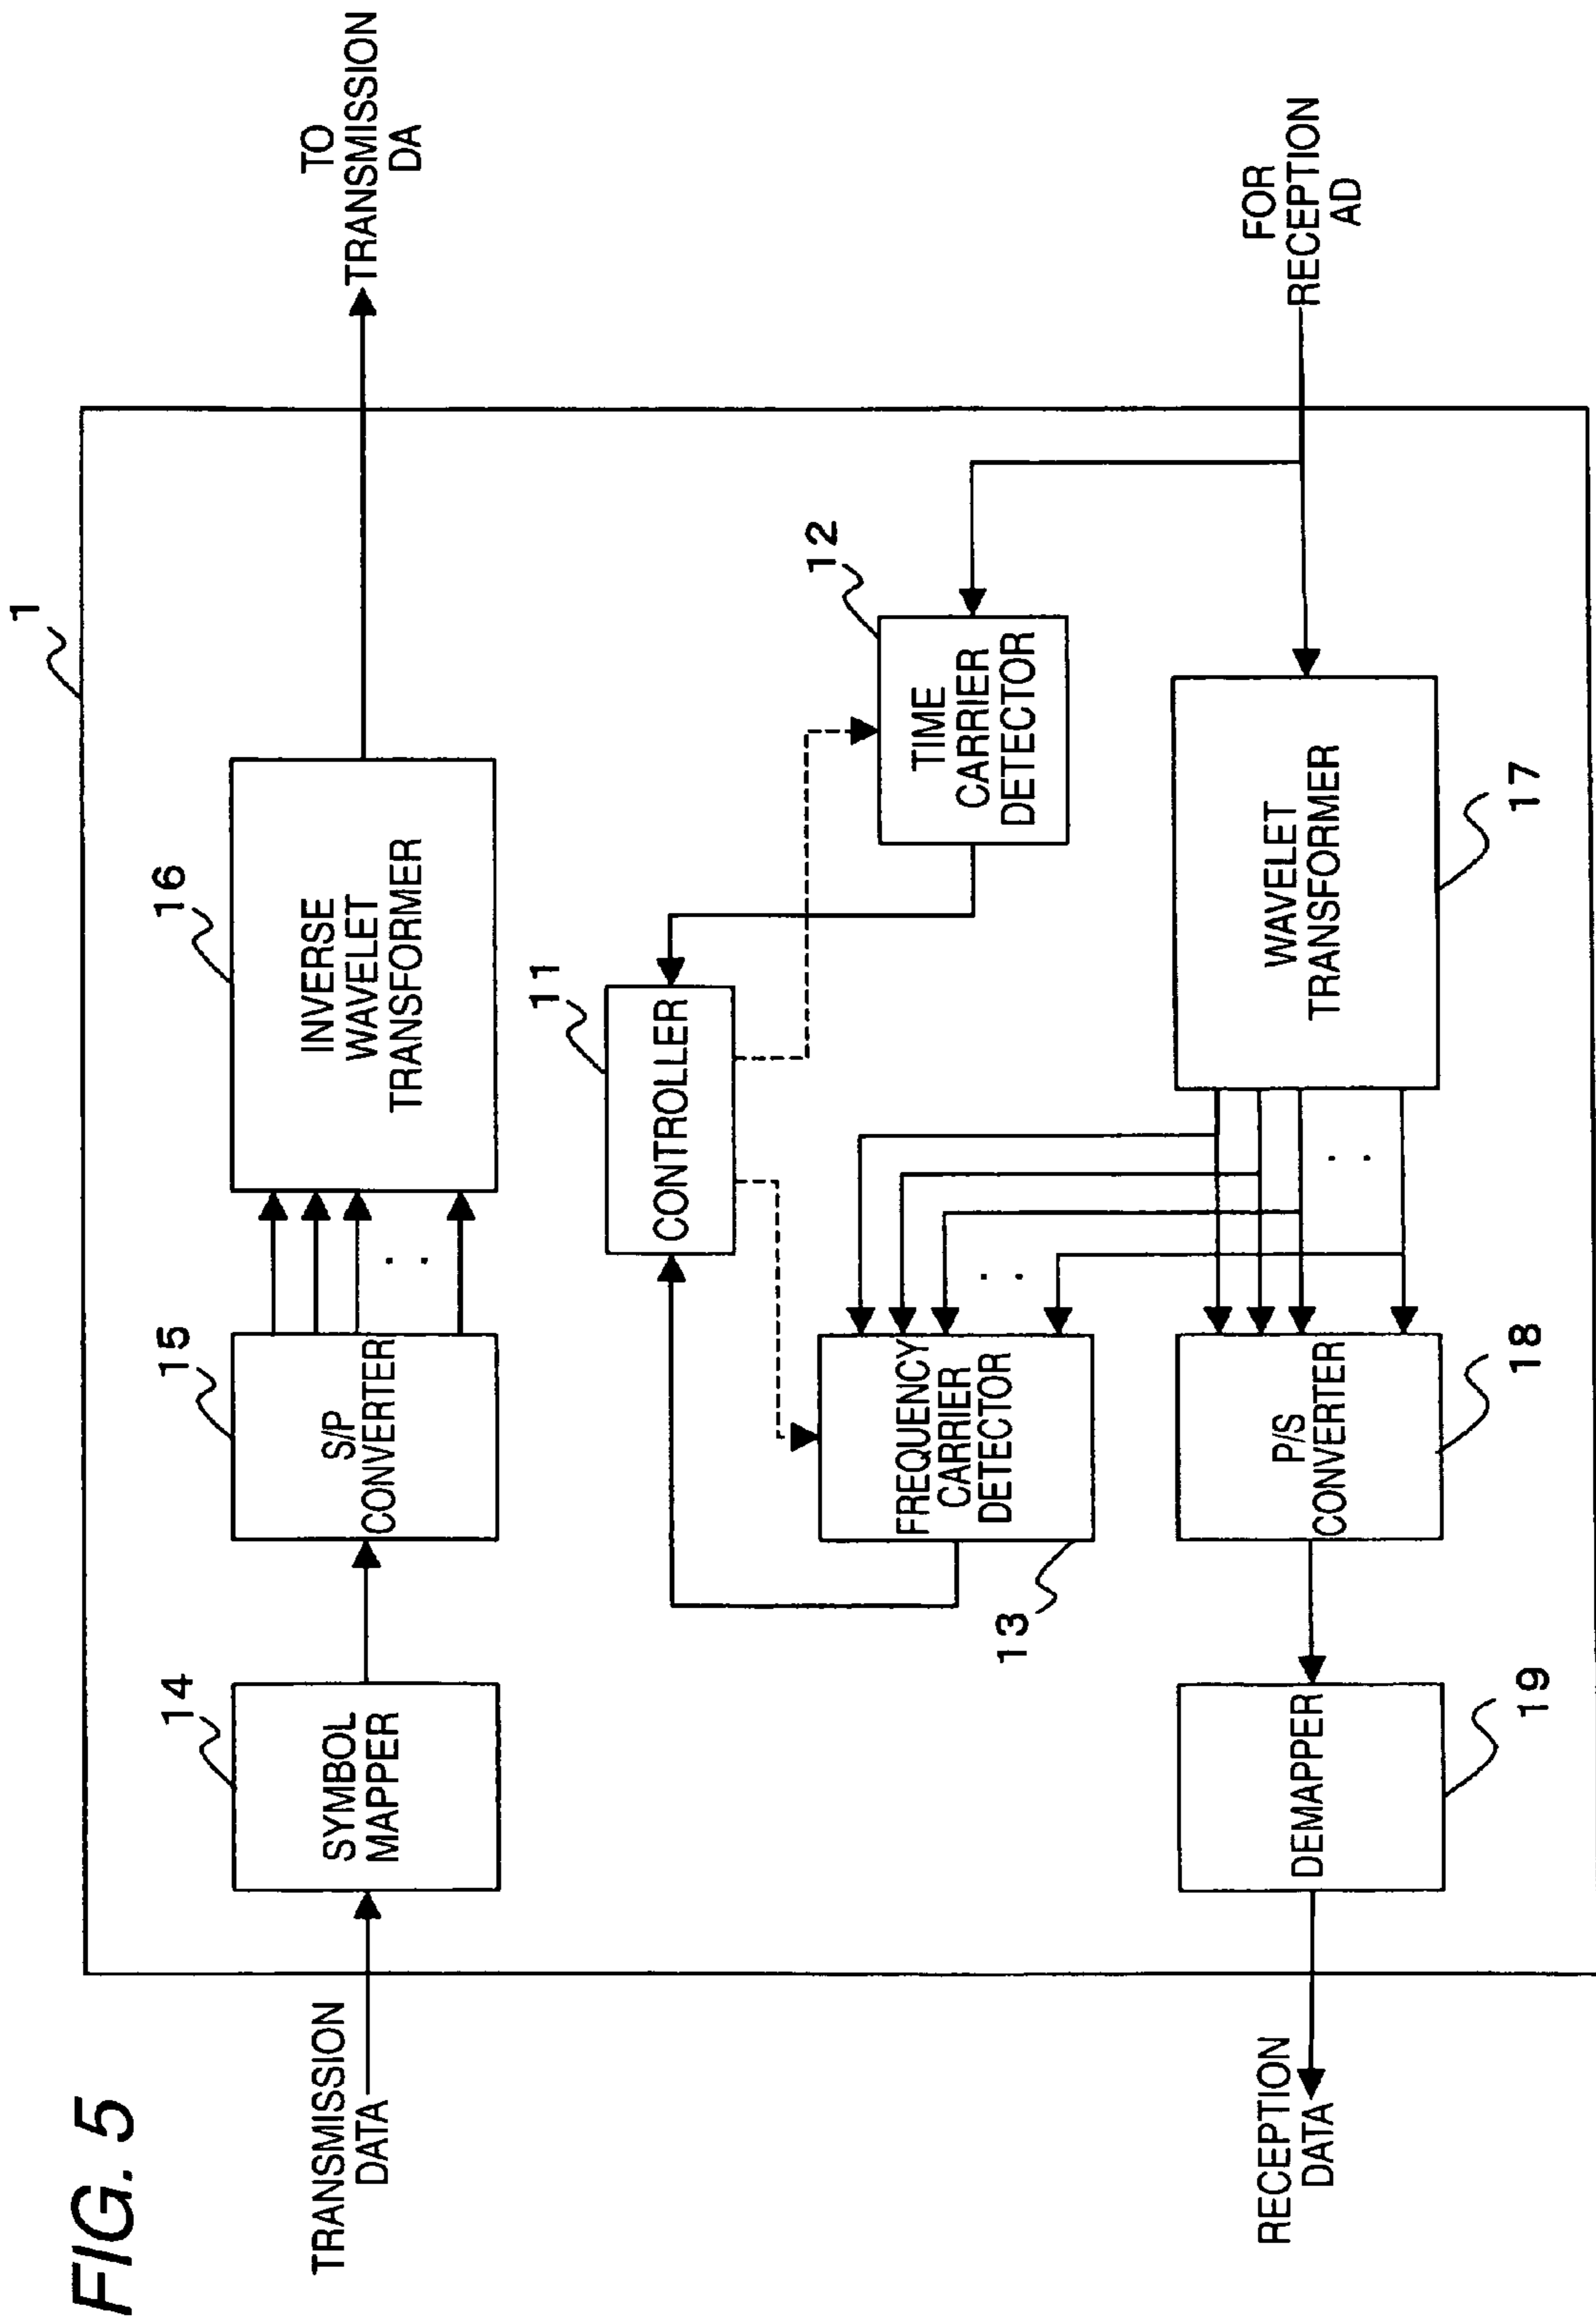 FIG. 5
1
TRANSMISSION
DATA
14
SYMBOL
MAPPER
15
S/P
CONVERTER
16
INVERSE
WAVELET
TRANSFORMER
TO
TRANSMISSION
DA
11
CONTROLLER
12
TIME
CARRIER
DETECTOR
13
FREQUENCY
CARRIER
DETECTOR
FOR
RECEPTION
AD
RECEPTION
DATA
DEMAPPER
19
P/S
CONVERTER
18
WAVELET
TRANSFORMER
17